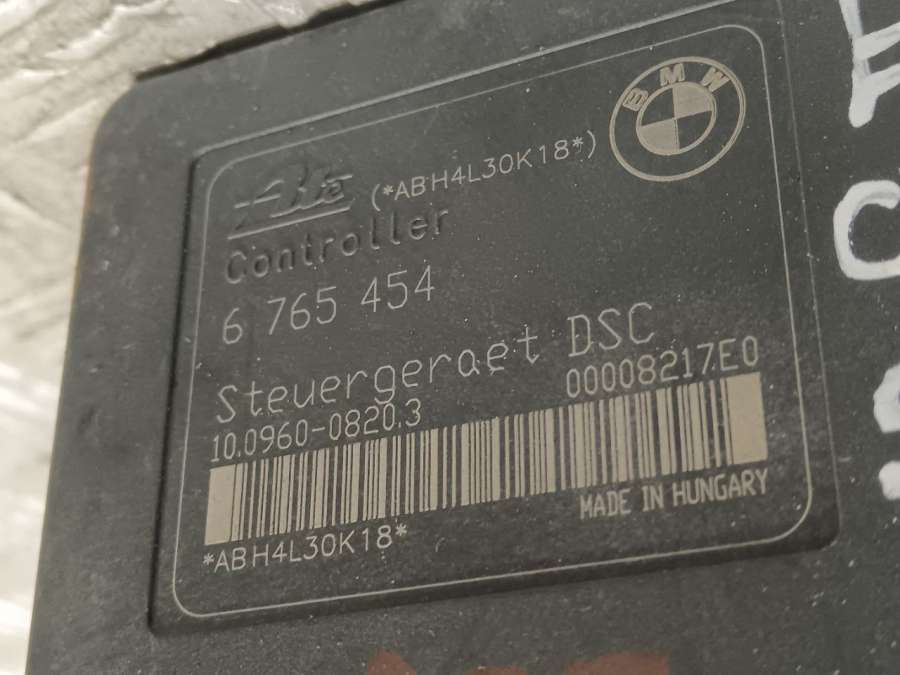 BMW
Ate (*ABH4L30K18*)
Controller
6 765 454
Steuergeraet DSC
10.0960-0820.3 00008217E0
MADE IN HUNGARY
*ABH4L30K18*